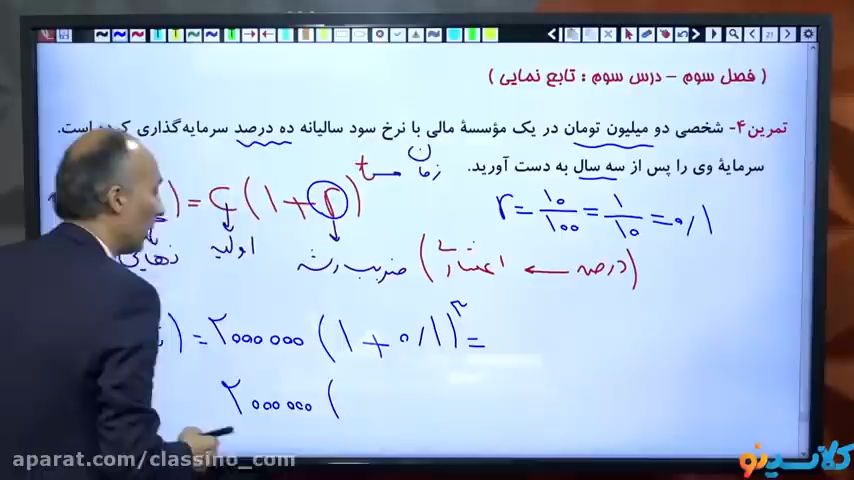 ( فصل سوم – درس سوم : تابع نمایی )
تمرین۴- شخصی دو میلیون تومان در یک مؤسسهٔ مالی با نرخ سود سالیانه ده درصد سرمایه‌گذاری کرده است.
سرمایهٔ وی را پس از سه سال به دست آورید.
زمان
) = C(1+r)^t
r = ۱۰/۱۰۰ = ۱/۱۰ = ۰/۱
نهایی اولیه ضریب رشد (اعشاری ← درصد)
) = ۲۰۰۰۰۰۰ (۱ + ۰/۱)^۳ =
۲۰۰۰۰۰۰ (
aparat.com/classino_com
کلاسینو